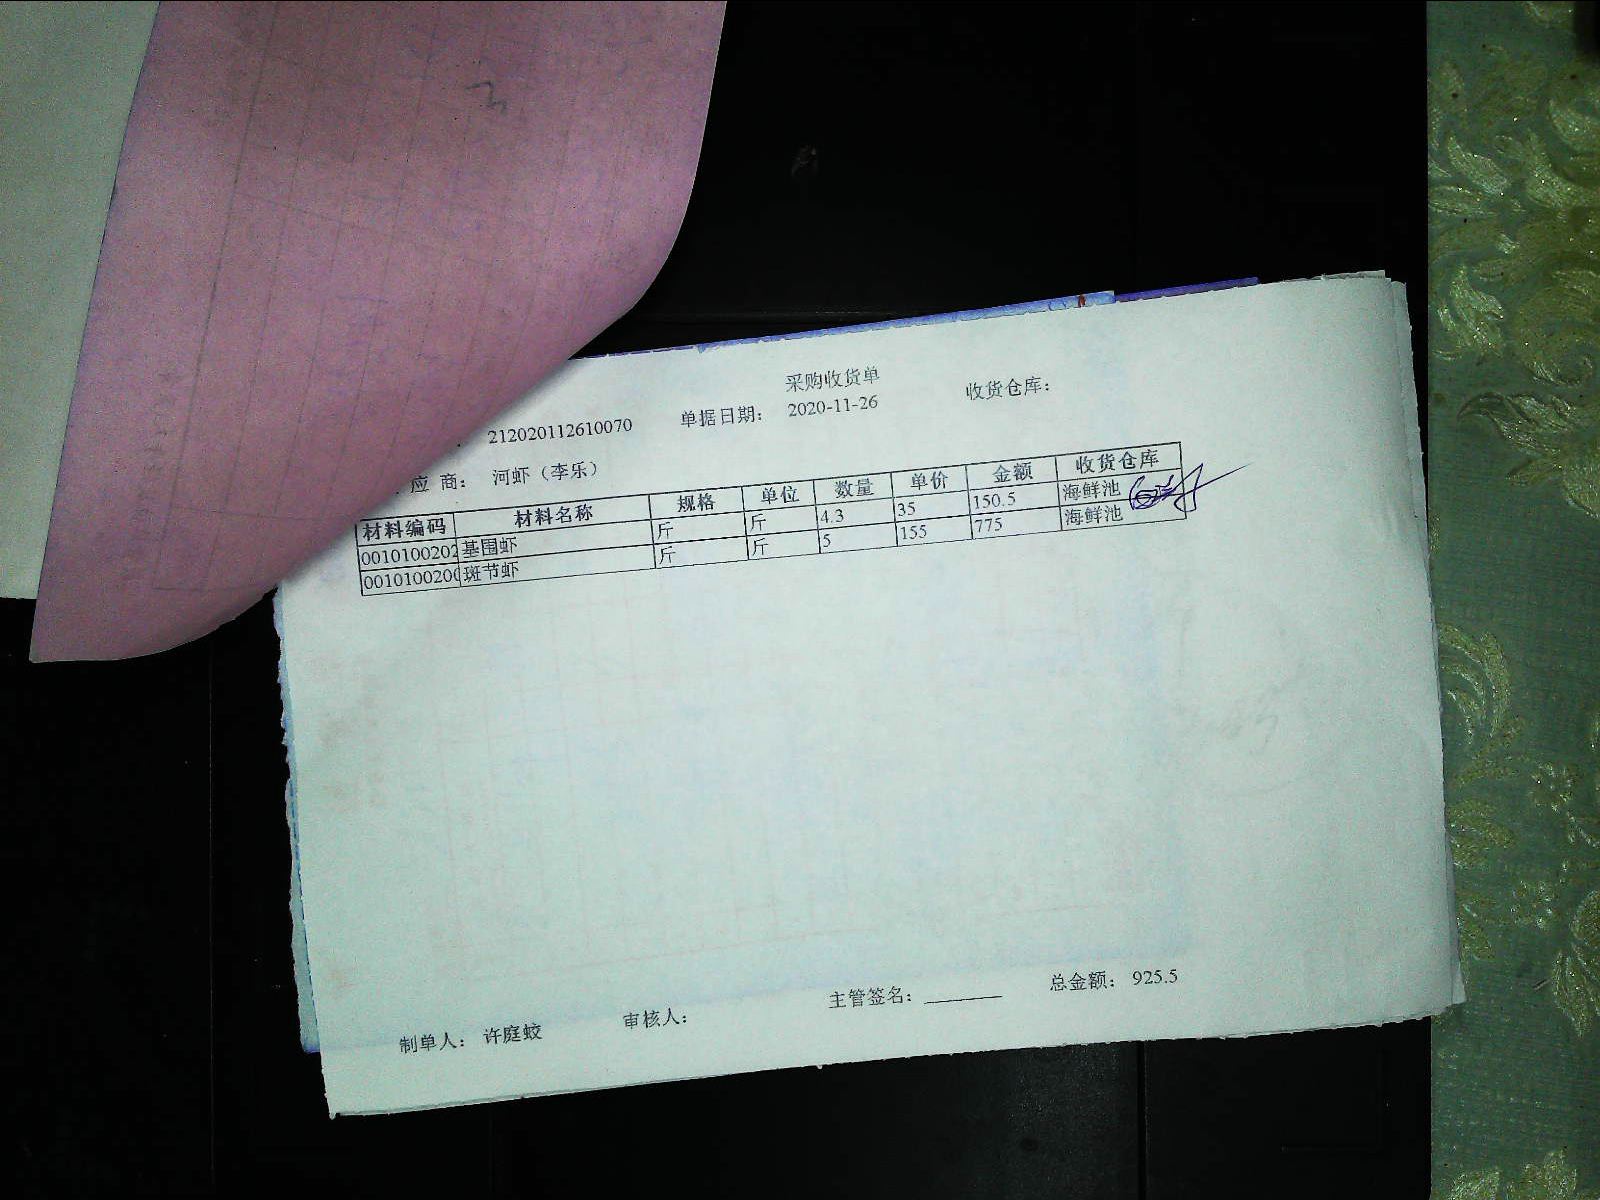 采购收货单
212020112610070 单据日期: 2020-11-26 收货仓库:
应 商: 河虾（李乐）
材料编码 材料名称 规格 单位 数量 单价 金额 收货仓库
0010100202 基围虾 斤 斤 4.3 35 150.5 海鲜池
001010020 斑节虾 斤 斤 5 155 775 海鲜池
制单人: 许庭蛟 审核人: 主管签名: 总金额: 925.5